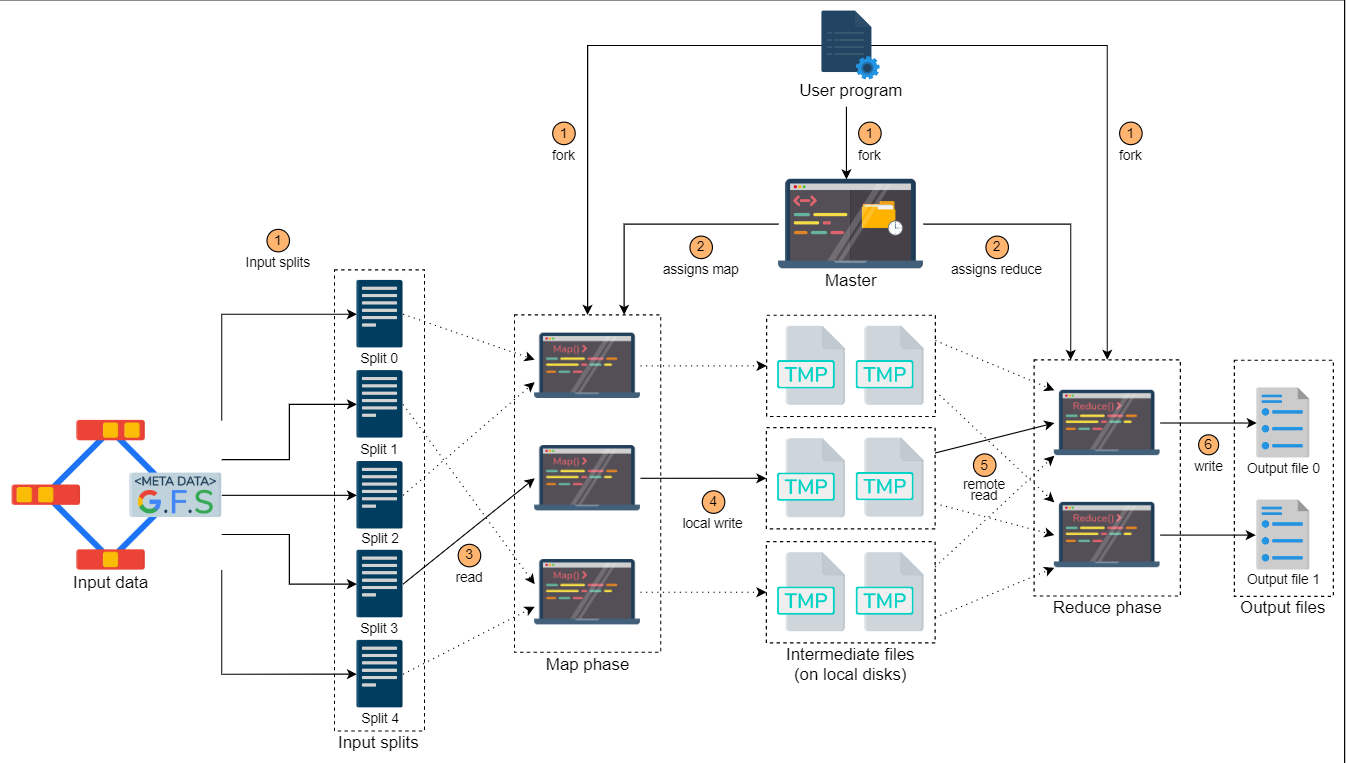 User program
1
fork
1
fork
1
fork
Master
2
assigns map
2
assigns reduce
1
Input splits
Split 0
Split 1
Split 2
Split 3
Split 4
Input splits
<META DATA>
G.F.S
Input data
3
read
Map()
Map()
Map()
Map phase
4
local write
TMP
TMP
TMP
TMP
TMP
TMP
Intermediate files
(on local disks)
5
remote
read
Reduce()
Reduce()
Reduce phase
6
write
Output file 0
Output file 1
Output files